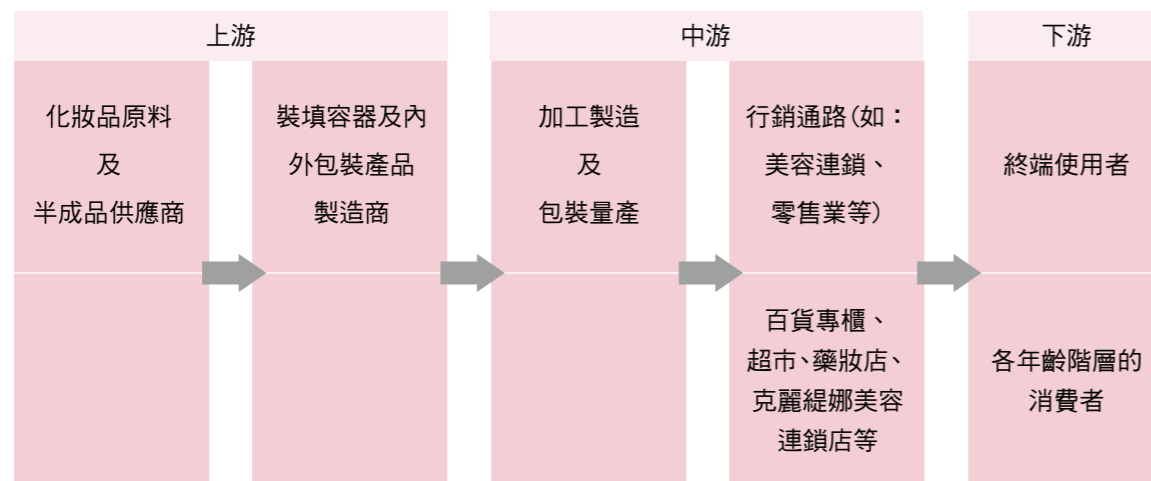 上游
中游
下游
化妝品原料
及
半成品供應商
裝填容器及內
外包裝產品
製造商
加工製造
及
包裝量產
行銷通路(如：
美容連鎖、
零售業等)
終端使用者
百貨專櫃、
超市、藥妝店、
克麗緹娜美容
連鎖店等
各年齡階層的
消費者